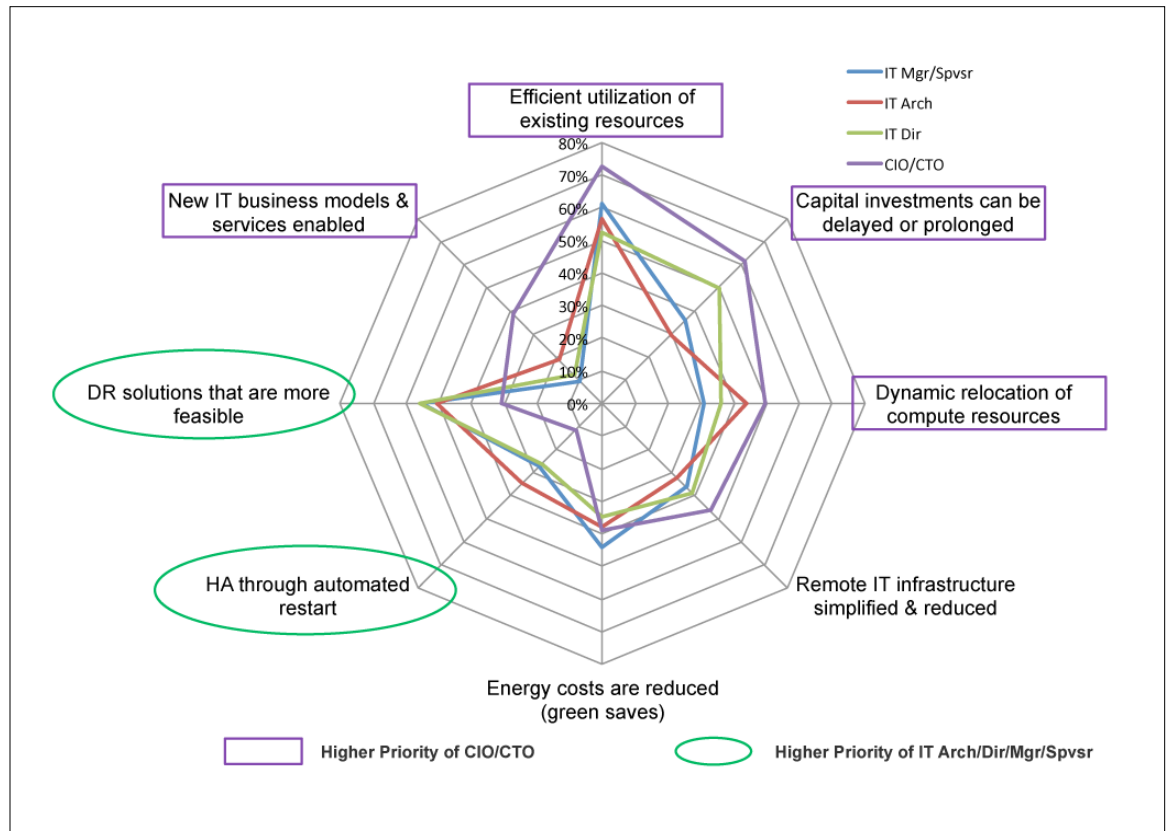 IT Mgr/Spvsr
IT Arch
IT Dir
CIO/CTO
Efficient utilization of
existing resources
80%
70%
60%
50%
40%
30%
20%
10%
0%
New IT business models &
services enabled
Capital investments can be
delayed or prolonged
DR solutions that are more
feasible
Dynamic relocation of
compute resources
HA through automated
restart
Remote IT infrastructure
simplified & reduced
Energy costs are reduced
(green saves)
Higher Priority of CIO/CTO
Higher Priority of IT Arch/Dir/Mgr/Spvsr